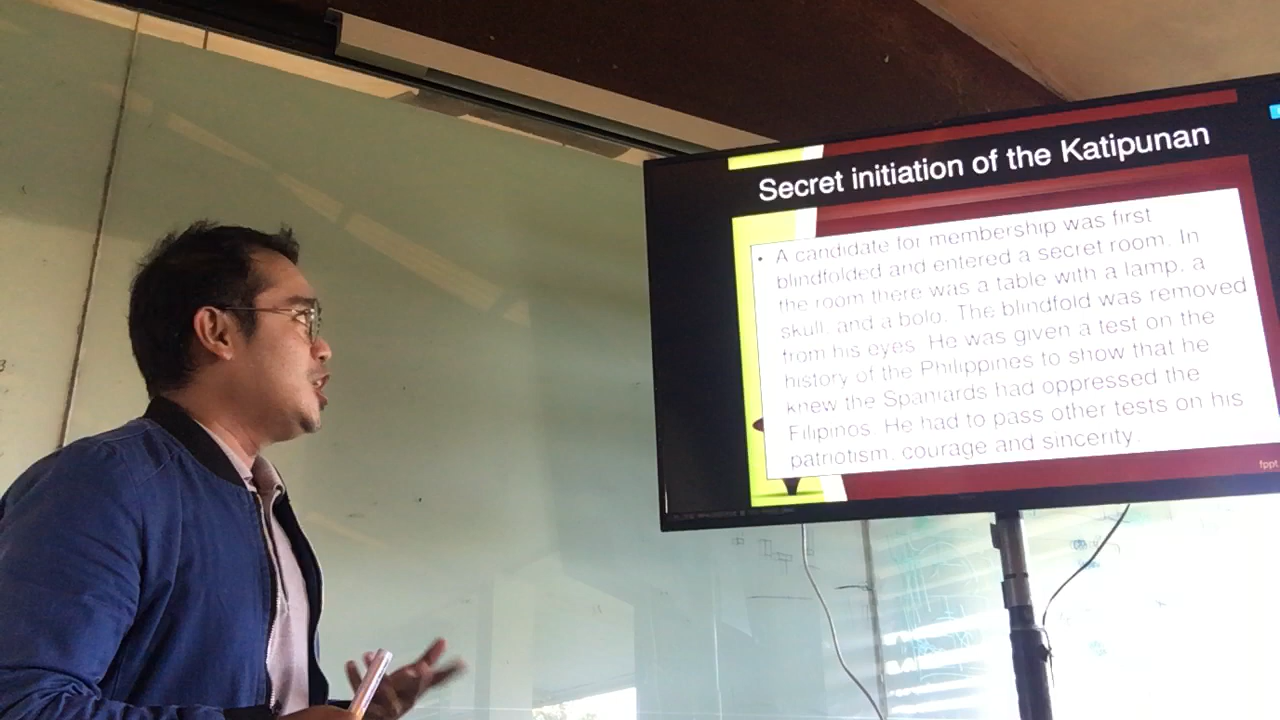 Secret initiation of the Katipunan
• A candidate for membership was first
blindfolded and entered a secret room. In
the room there was a table with a lamp, a
skull, and a bolo. The blindfold was removed
from his eyes. He was given a test on the
history of the Philippines to show that he
knew the Spaniards had oppressed the
Filipinos. He had to pass other tests on his
patriotism, courage and sincerity.
fppt